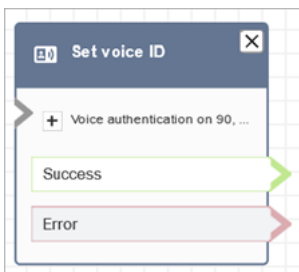 Set voice ID
Voice authentication on 90, ...
Success
Error